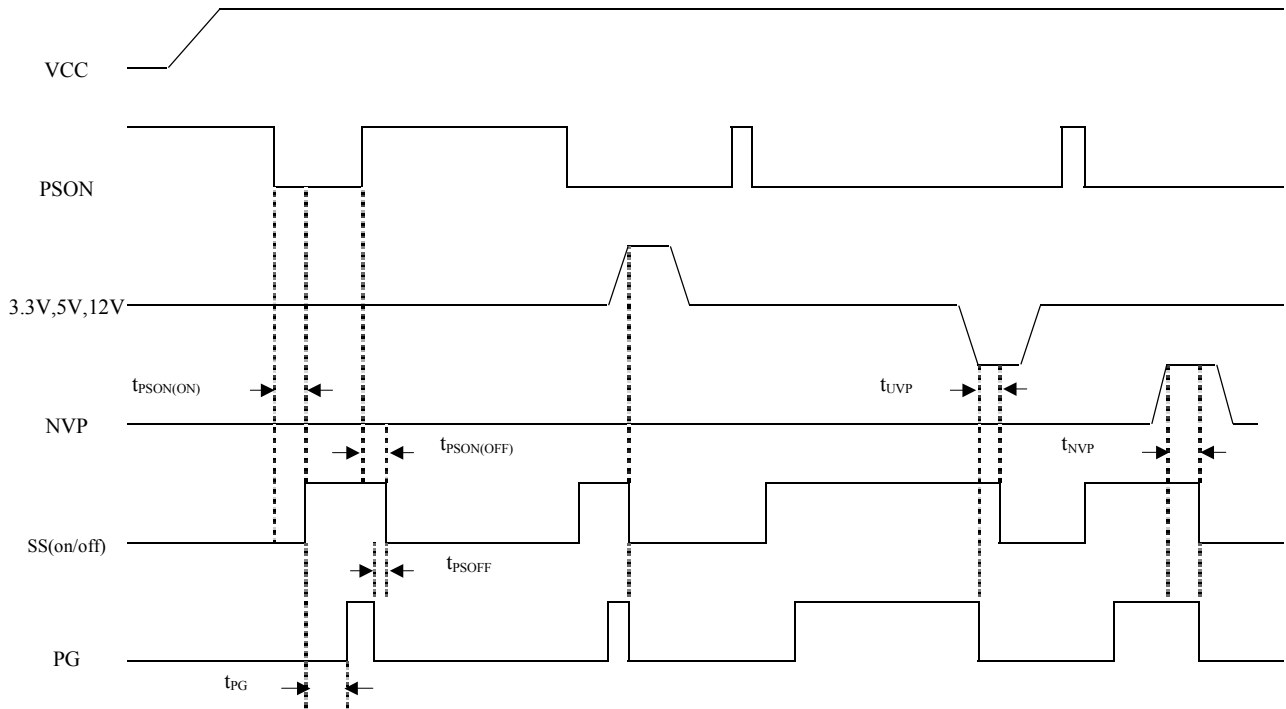 VCC
PSON
3.3V,5V,12V
tPSON(ON)
tUVP
NVP
tPSON(OFF)
tNVP
SS(on/off)
tPSOFF
PG
tPG